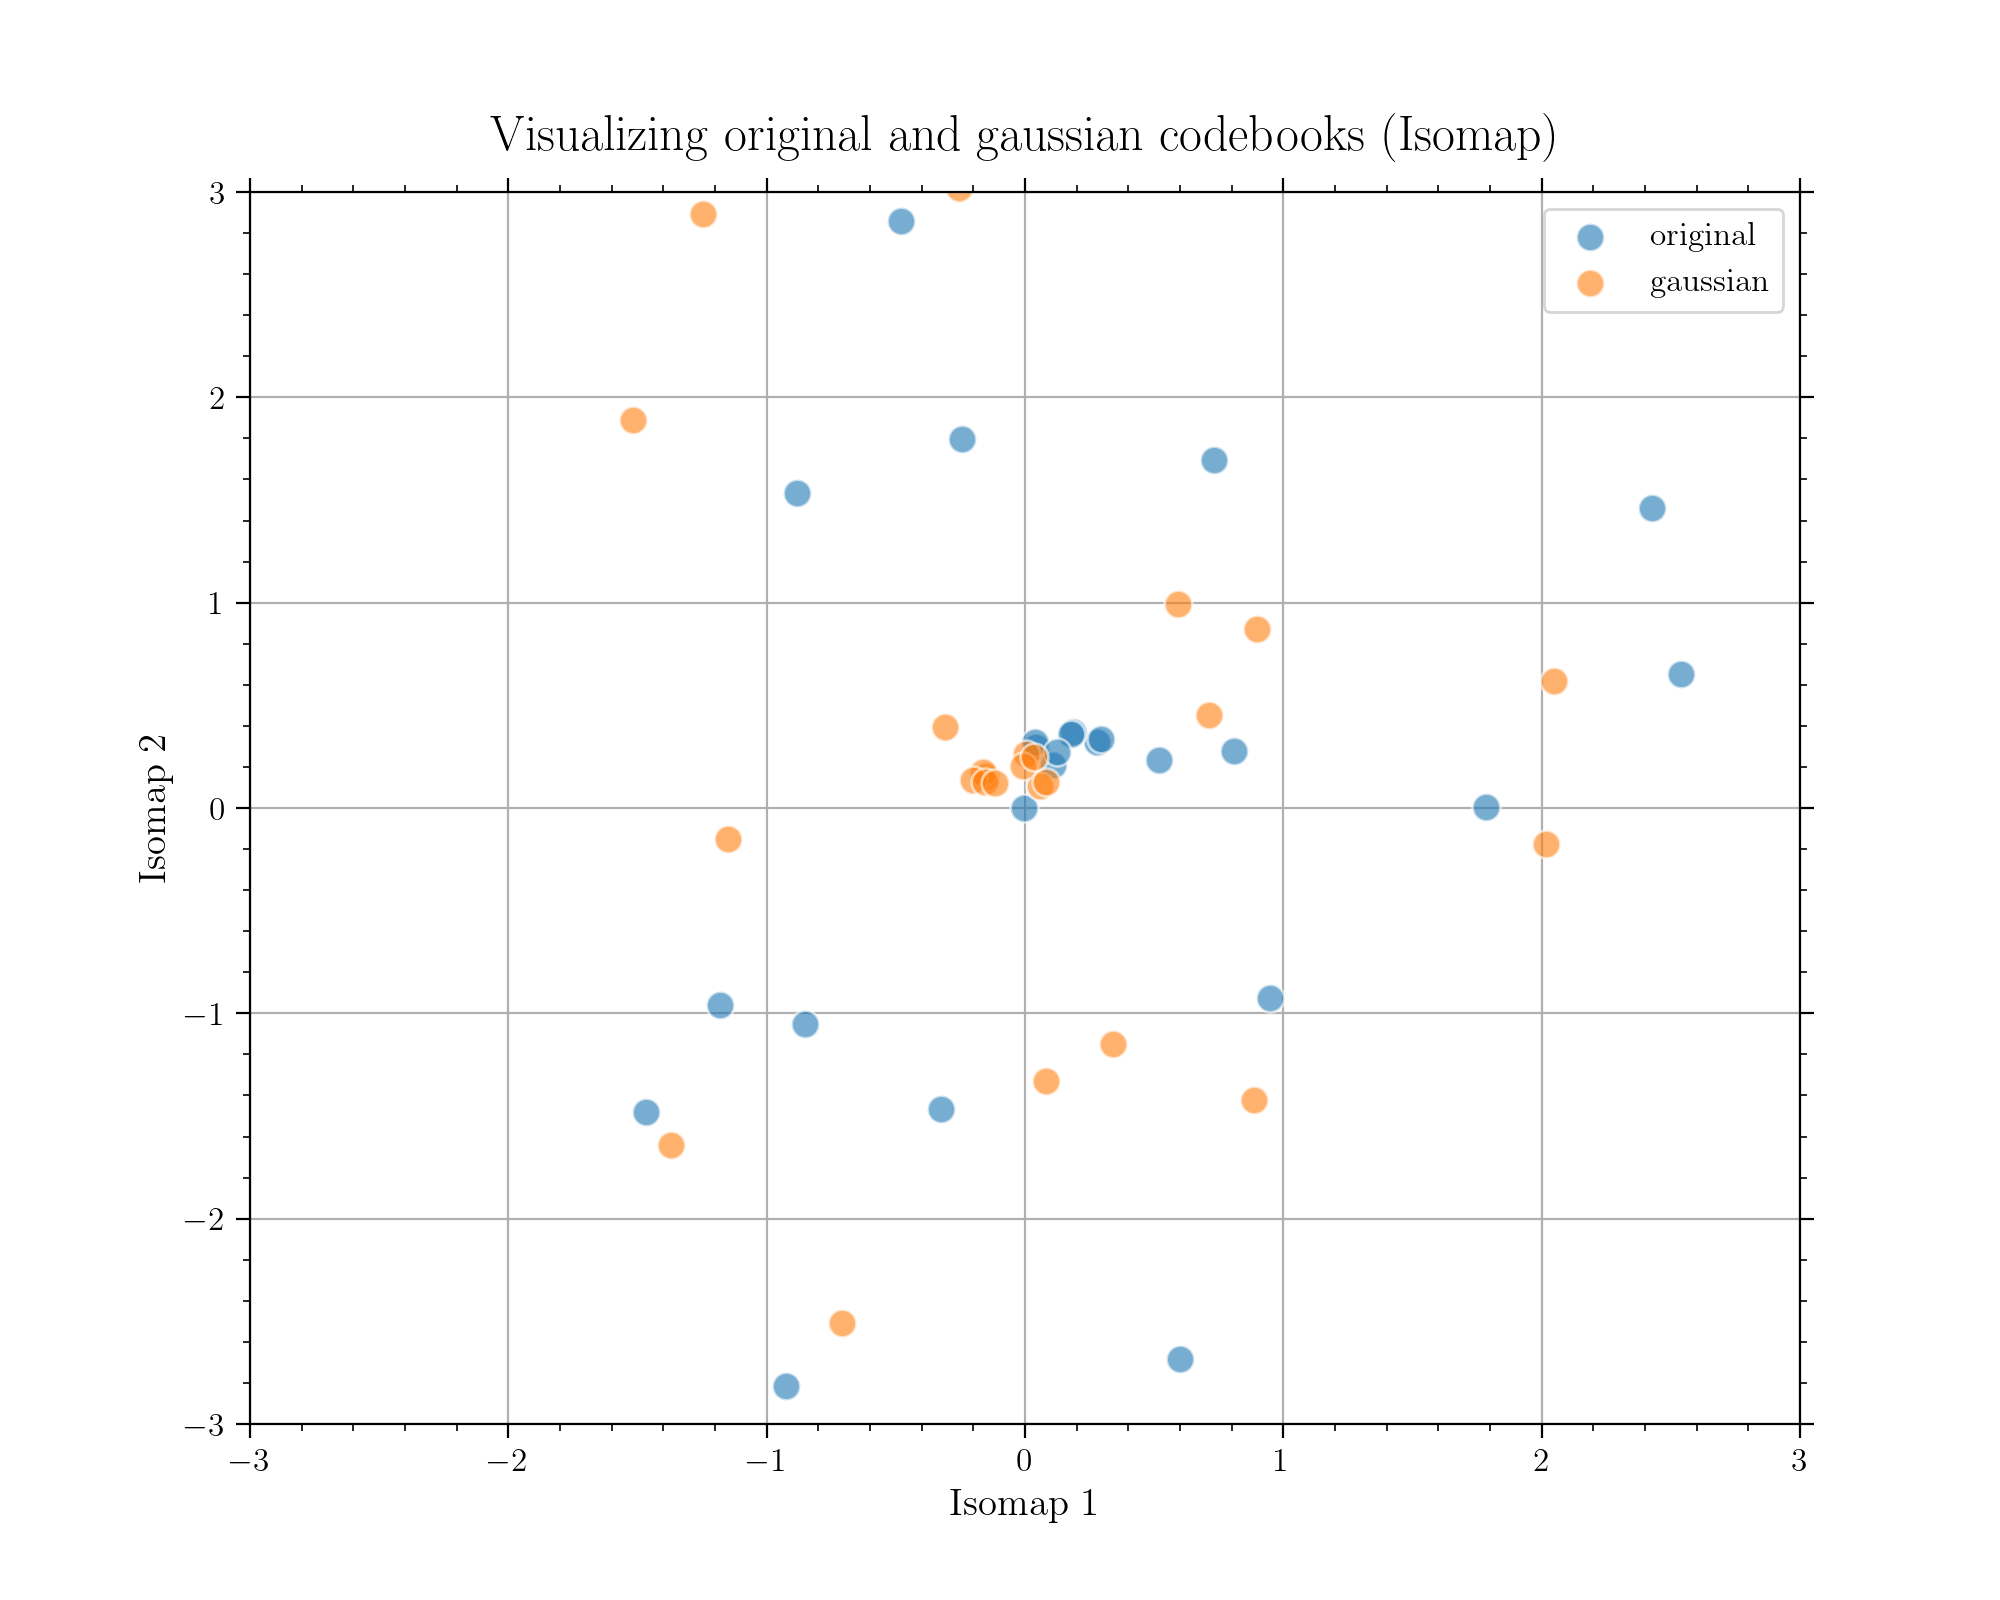 Visualizing original and gaussian codebooks (Isomap)
original
gaussian
3
2
1
0
−1
−2
−3
Isomap 2
−3
−2
−1
0
1
2
3
Isomap 1